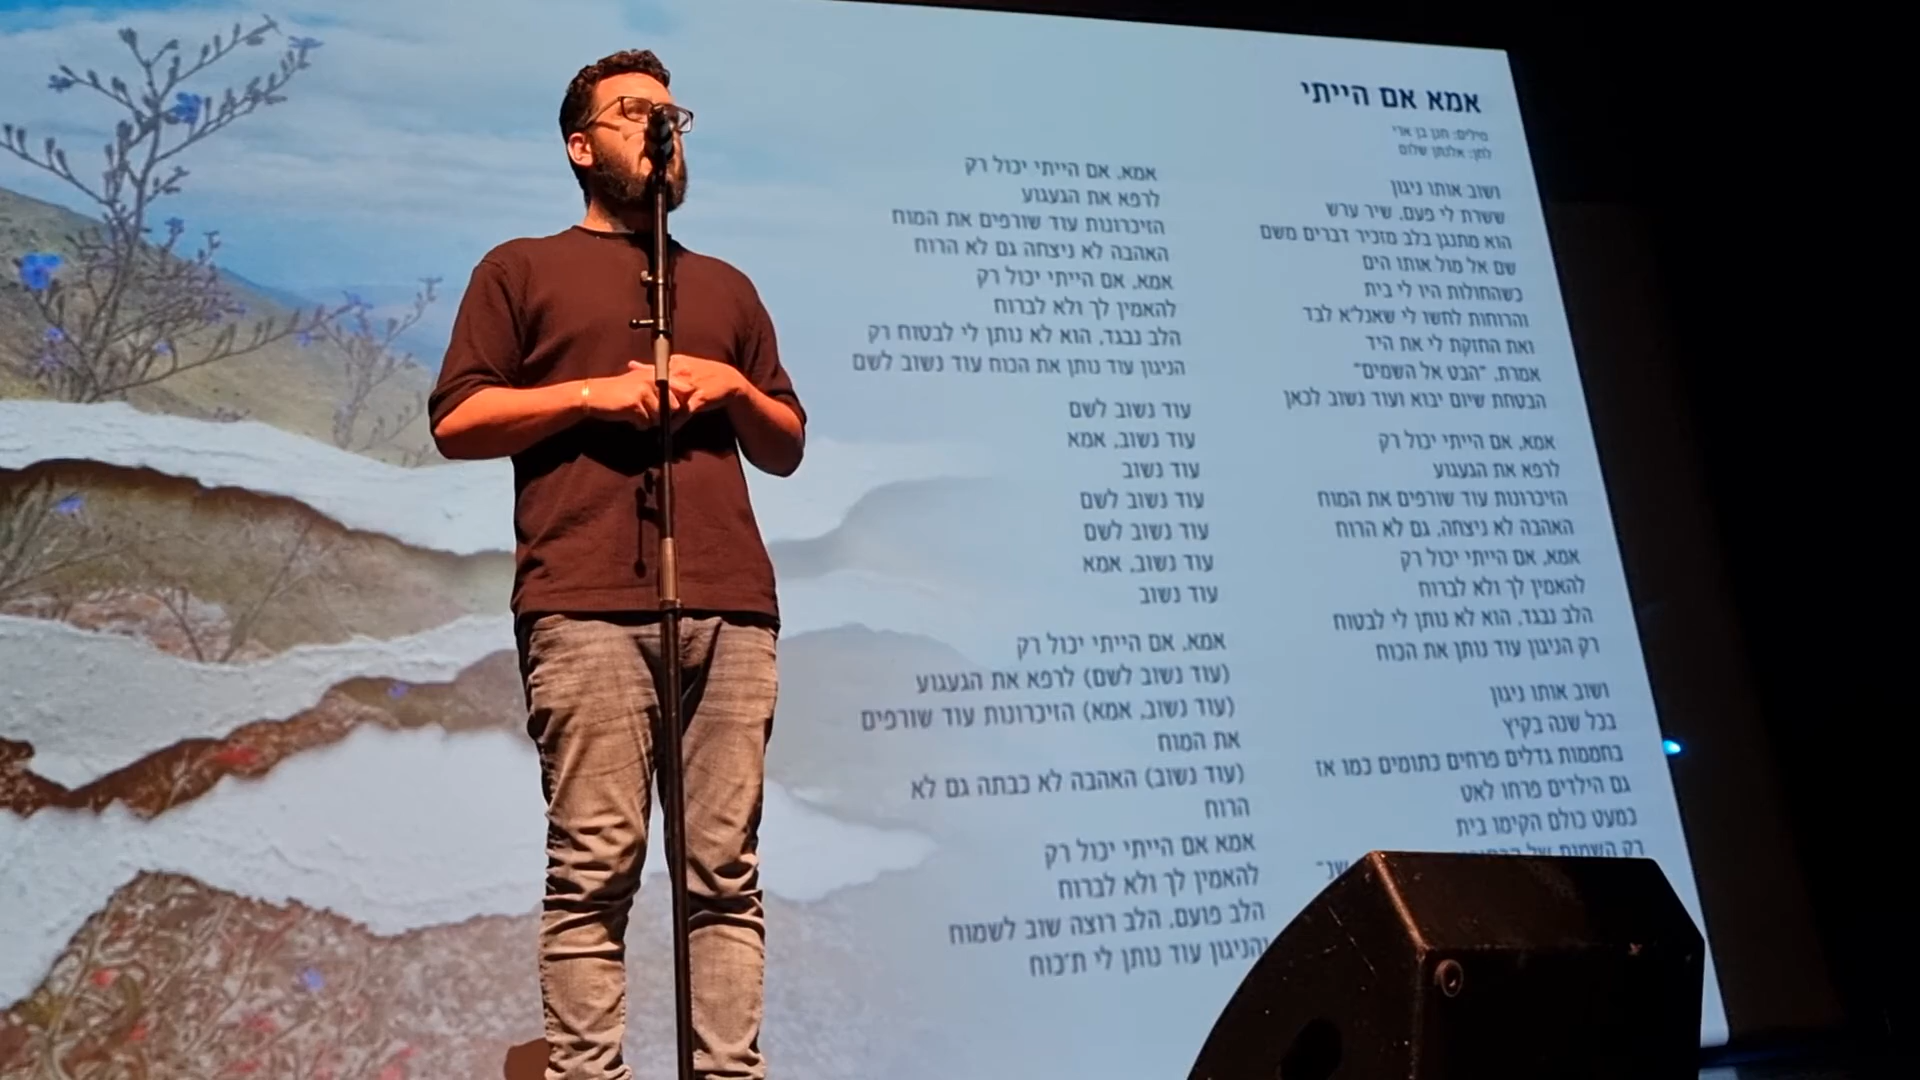 אמא אם הייתי
מילים: חנן בן ארי
לחן: אלנתן שלום
ושוב אותו ניגון
ששרת לי פעם, שיר ערש
הוא מתנגן בלב מזכיר דברים משם
שם אל מול אותו הים
כשהחולות היו לי בית
והרוחות לחשו לי שאנל׳א לבד
ואת החזקת לי את היד
אמרת, ״הבט אל השמים״
הבטחת שיום יבוא ועוד נשוב לכאן
אמא, אם הייתי יכול רק
לרפא את הגעגוע
הזיכרונות עוד שורפים את המוח
האהבה לא ניצחה, גם לא הרוח
אמא, אם הייתי יכול רק
להאמין לך ולא לברוח
הלב נבגד, הוא לא נותן לי לבטוח
רק הניגון עוד נותן את הכוח
ושוב אותו ניגון
בכל שנה בקיץ
בחממות גדלים פרחים כתומים כמו אז
גם הילדים פרחו לאט
כמעט כולם הקימו בית
רק השמות של
אמא, אם הייתי יכול רק
לרפא את הגעגוע
הזיכרונות עוד שורפים את המוח
האהבה לא ניצחה גם לא הרוח
אמא, אם הייתי יכול רק
להאמין לך ולא לברוח
הלב נבגד, הוא לא נותן לי לבטוח רק
הניגון עוד נותן את הכוח עוד נשוב לשם
עוד נשוב לשם
עוד נשוב, אמא
עוד נשוב
עוד נשוב לשם
עוד נשוב לשם
עוד נשוב, אמא
עוד נשוב
אמא, אם הייתי יכול רק
(עוד נשוב לשם) לרפא את הגעגוע
(עוד נשוב, אמא) הזיכרונות עוד שורפים
את המוח
(עוד נשוב) האהבה לא כבתה גם לא
הרוח
אמא אם הייתי יכול רק
להאמין לך ולא לברוח
הלב פועם, הלב רוצה שוב לשמוח
והניגון עוד נותן לי ת׳כוח